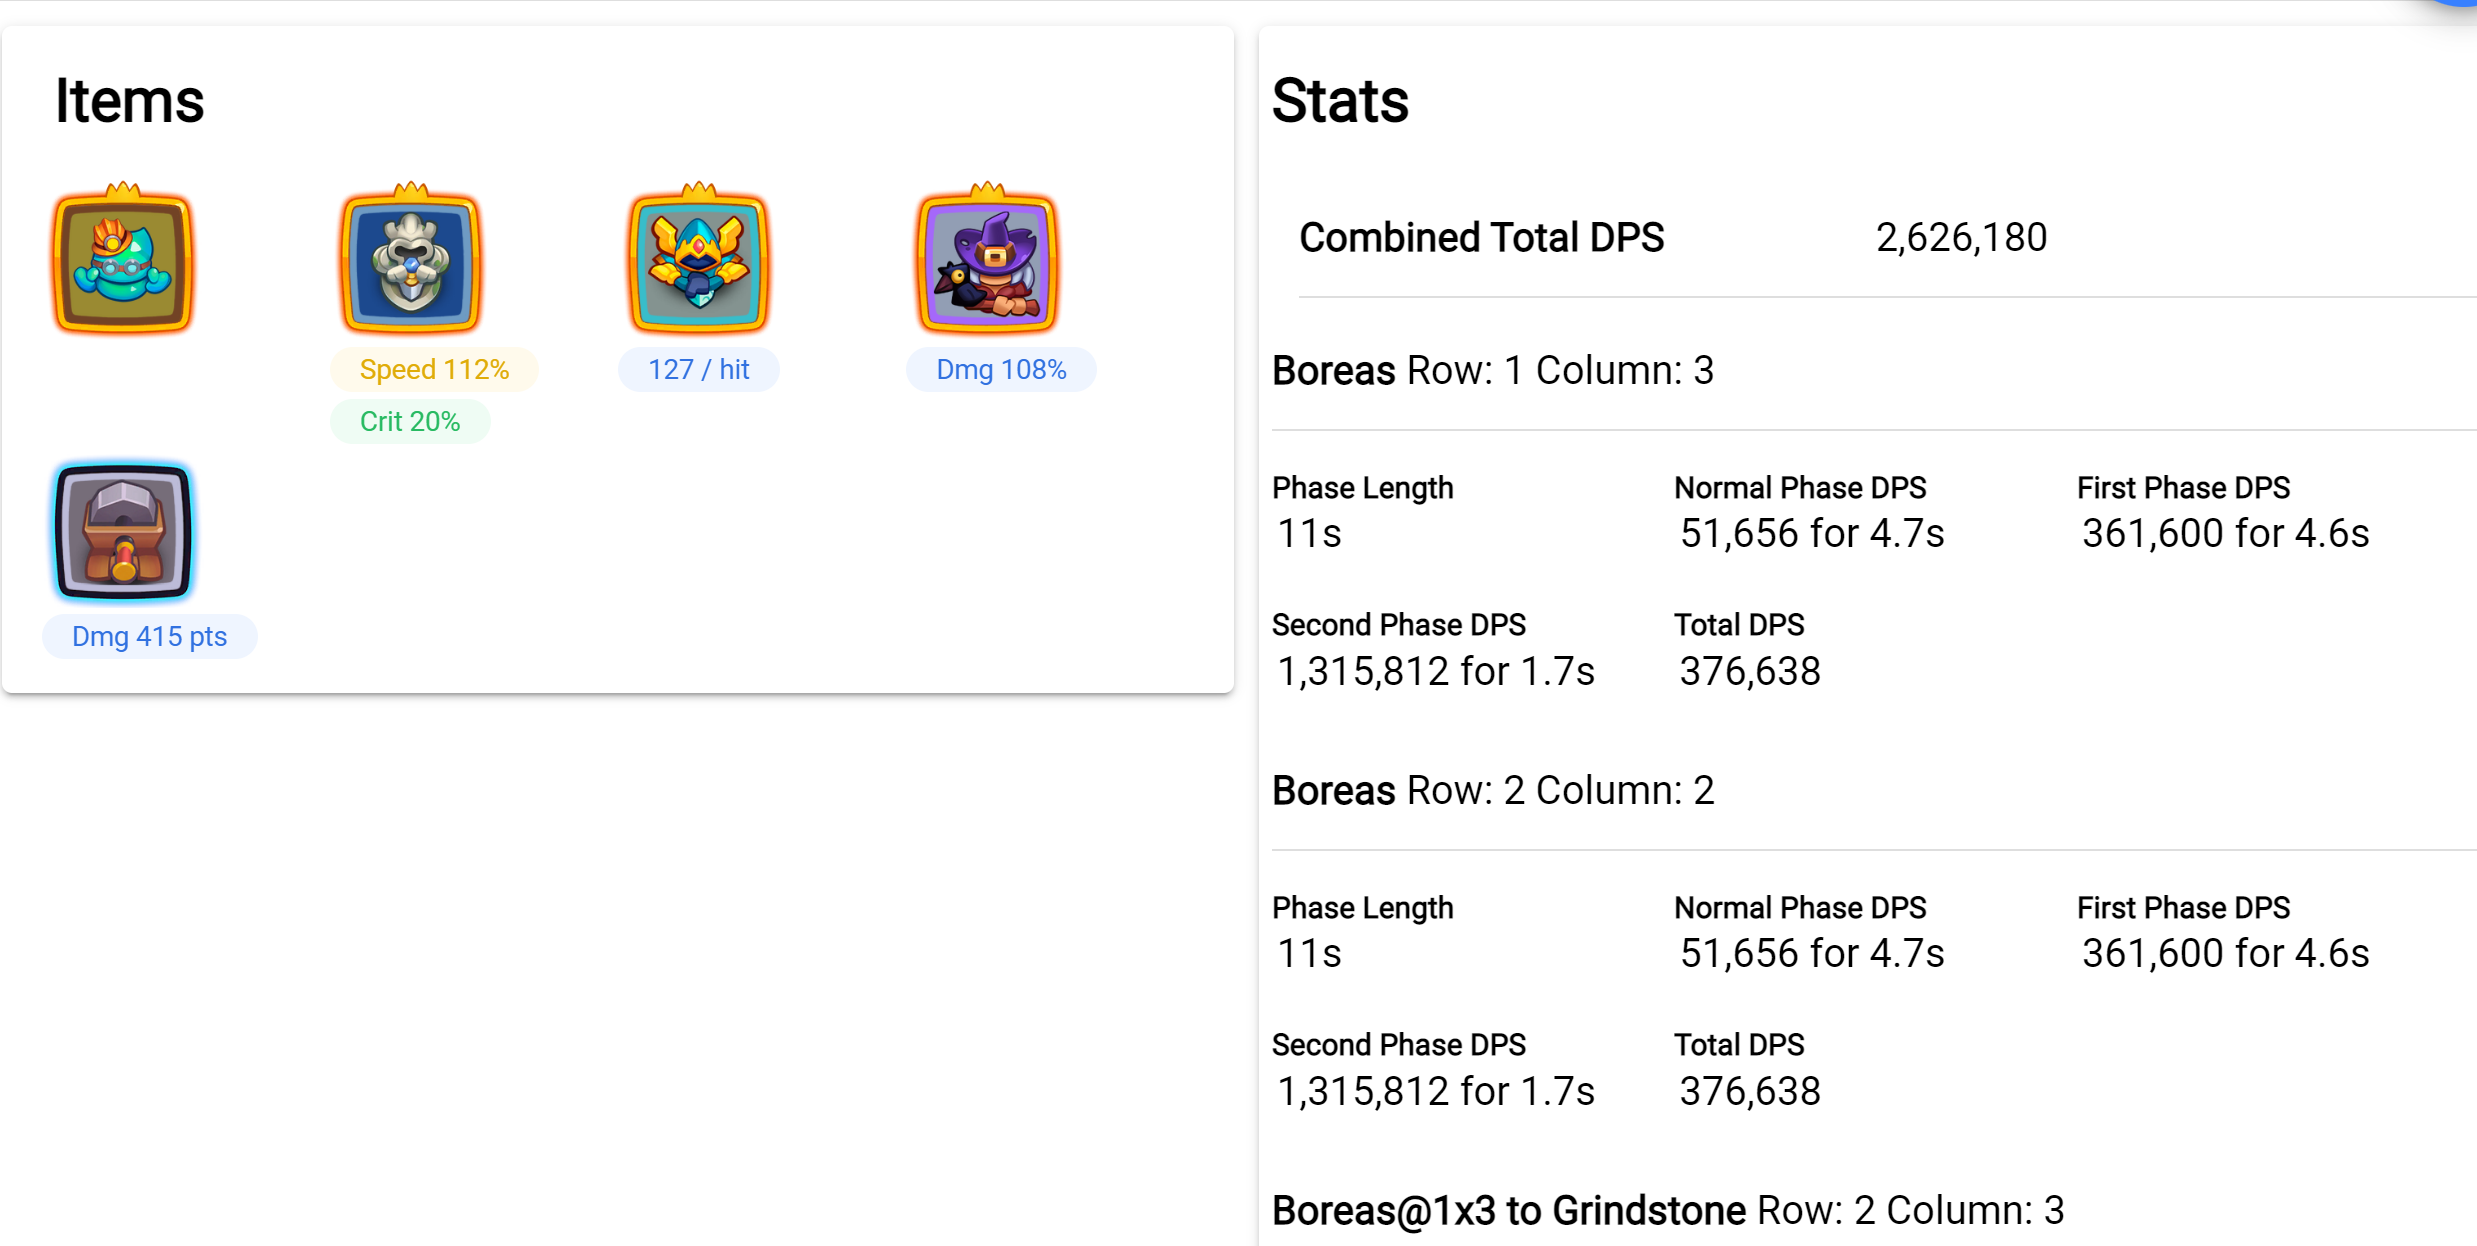 Items
Speed 112%
127 / hit
Dmg 108%
Crit 20%
Dmg 415 pts
Stats
Combined Total DPS 2,626,180
Boreas Row: 1 Column: 3
Phase Length Normal Phase DPS First Phase DPS
11s 51,656 for 4.7s 361,600 for 4.6s
Second Phase DPS Total DPS
1,315,812 for 1.7s 376,638
Boreas Row: 2 Column: 2
Phase Length Normal Phase DPS First Phase DPS
11s 51,656 for 4.7s 361,600 for 4.6s
Second Phase DPS Total DPS
1,315,812 for 1.7s 376,638
Boreas@1x3 to Grindstone Row: 2 Column: 3